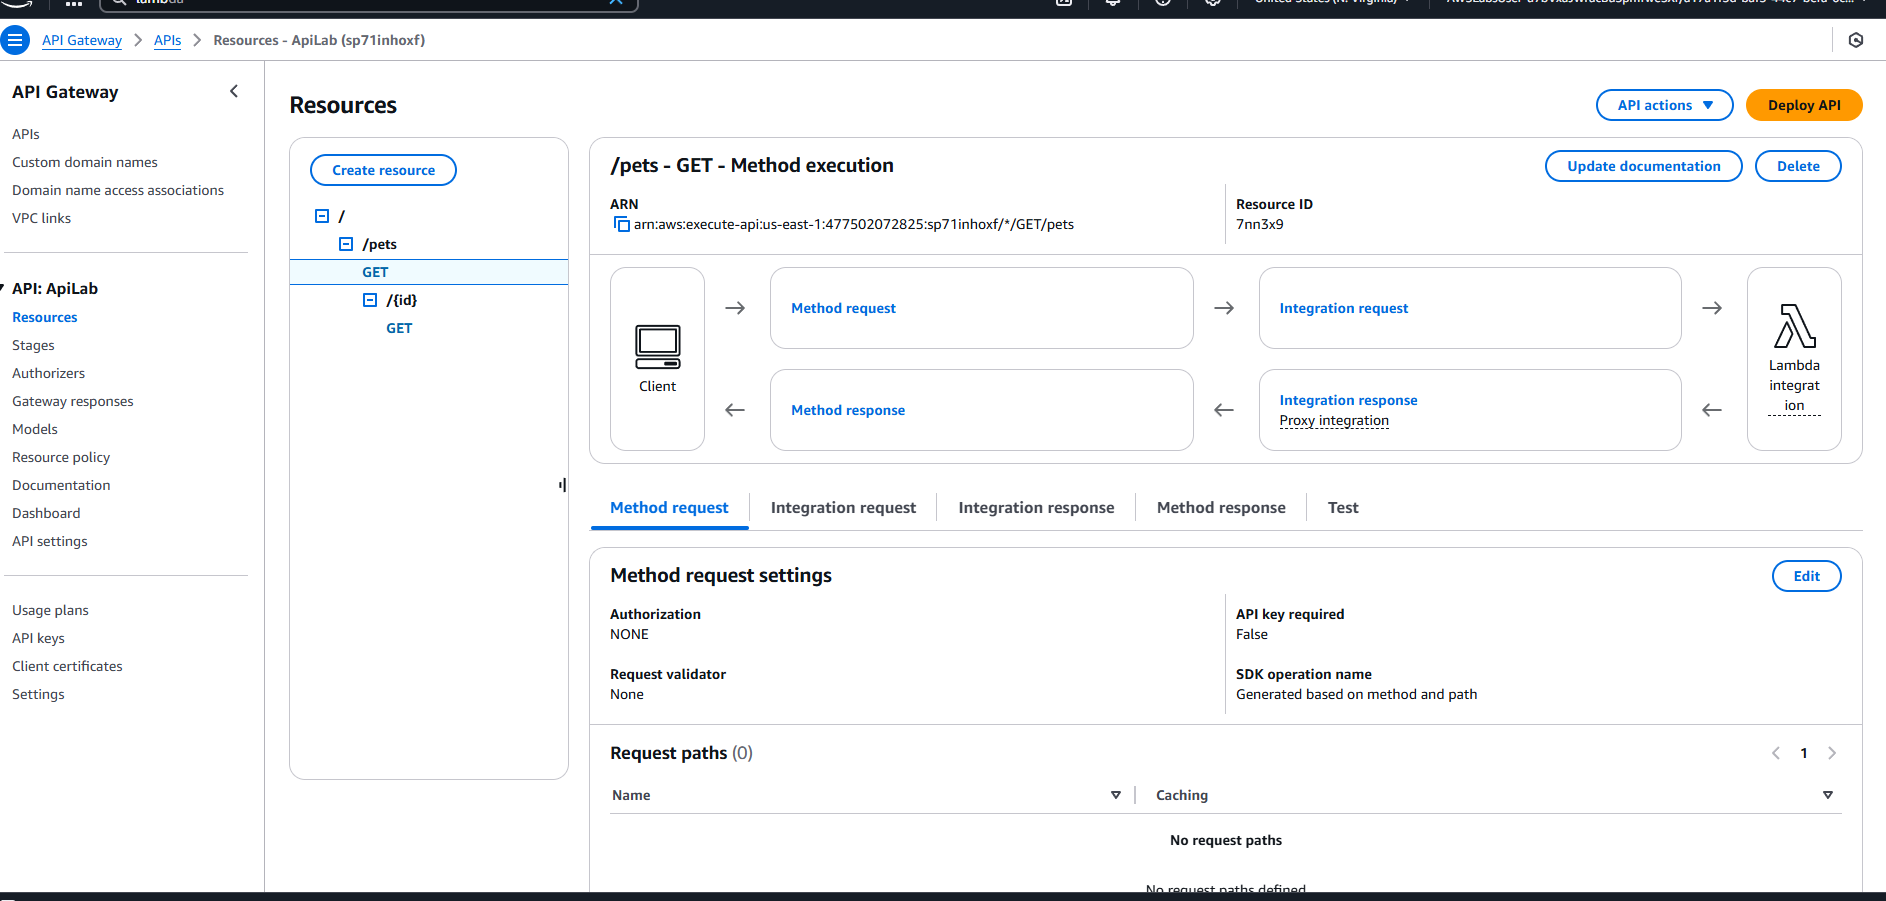 API Gateway
APIs
Resources - ApiLab (sp71inhoxf)
API Gateway
APIs
Custom domain names
Domain name access associations
VPC links
API: ApiLab
Resources
Stages
Authorizers
Gateway responses
Models
Resource policy
Documentation
Dashboard
API settings
Usage plans
API keys
Client certificates
Settings
Resources
API actions
Deploy API
Create resource
/
/pets
GET
/{id}
GET
/pets - GET - Method execution
Update documentation
Delete
ARN
arn:aws:execute-api:us-east-1:477502072825:sp71inhoxf/*/GET/pets
Resource ID
7nn3x9
Client
Method request
Integration request
Method response
Integration response
Proxy integration
Lambda
integrat
ion
Method request
Integration request
Integration response
Method response
Test
Method request settings
Edit
Authorization
NONE
API key required
False
Request validator
None
SDK operation name
Generated based on method and path
Request paths (0)
1
Name
Caching
No request paths
No request paths defined